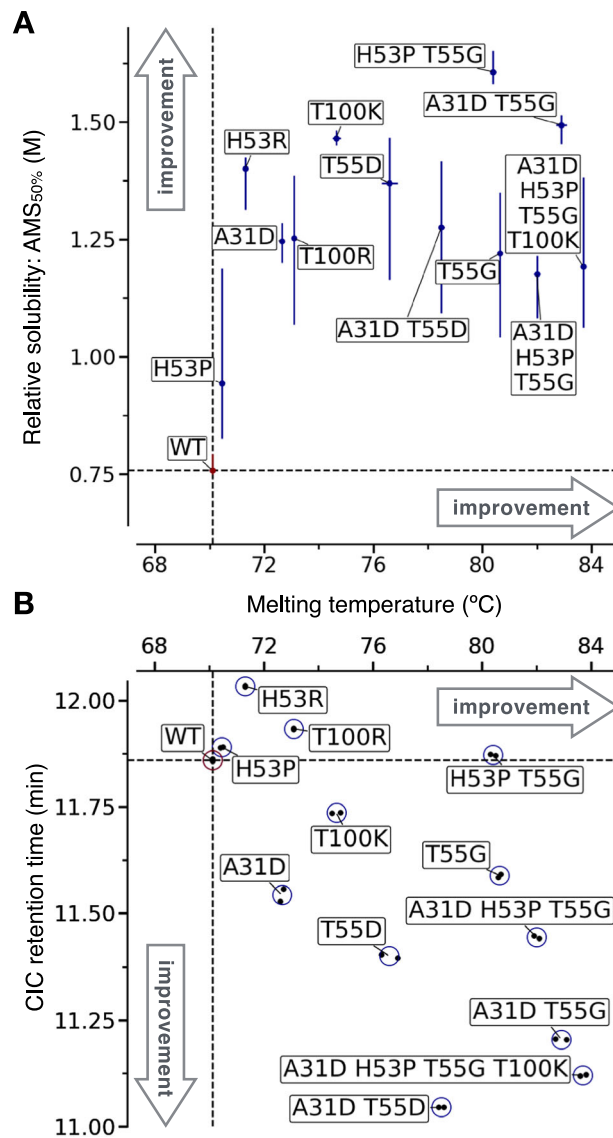 A
improvement
Relative solubility: AMS50% (M)
1.50
1.25
1.00
0.75
H53P T55G
A31D T55G
T100K
H53R
T55D
A31D
H53P
T55G
T100K
A31D
T100R
T55G
A31D T55D
A31D
H53P
T55G
H53P
WT
improvement
68
72
76
80
84
Melting temperature (ºC)
B
68
72
76
80
84
CIC retention time (min)
12.00
11.75
11.50
11.25
11.00
H53R
improvement
WT
T100R
H53P
H53P T55G
T100K
T55G
A31D
A31D H53P T55G
T55D
improvement
A31D T55G
A31D H53P T55G T100K
A31D T55D